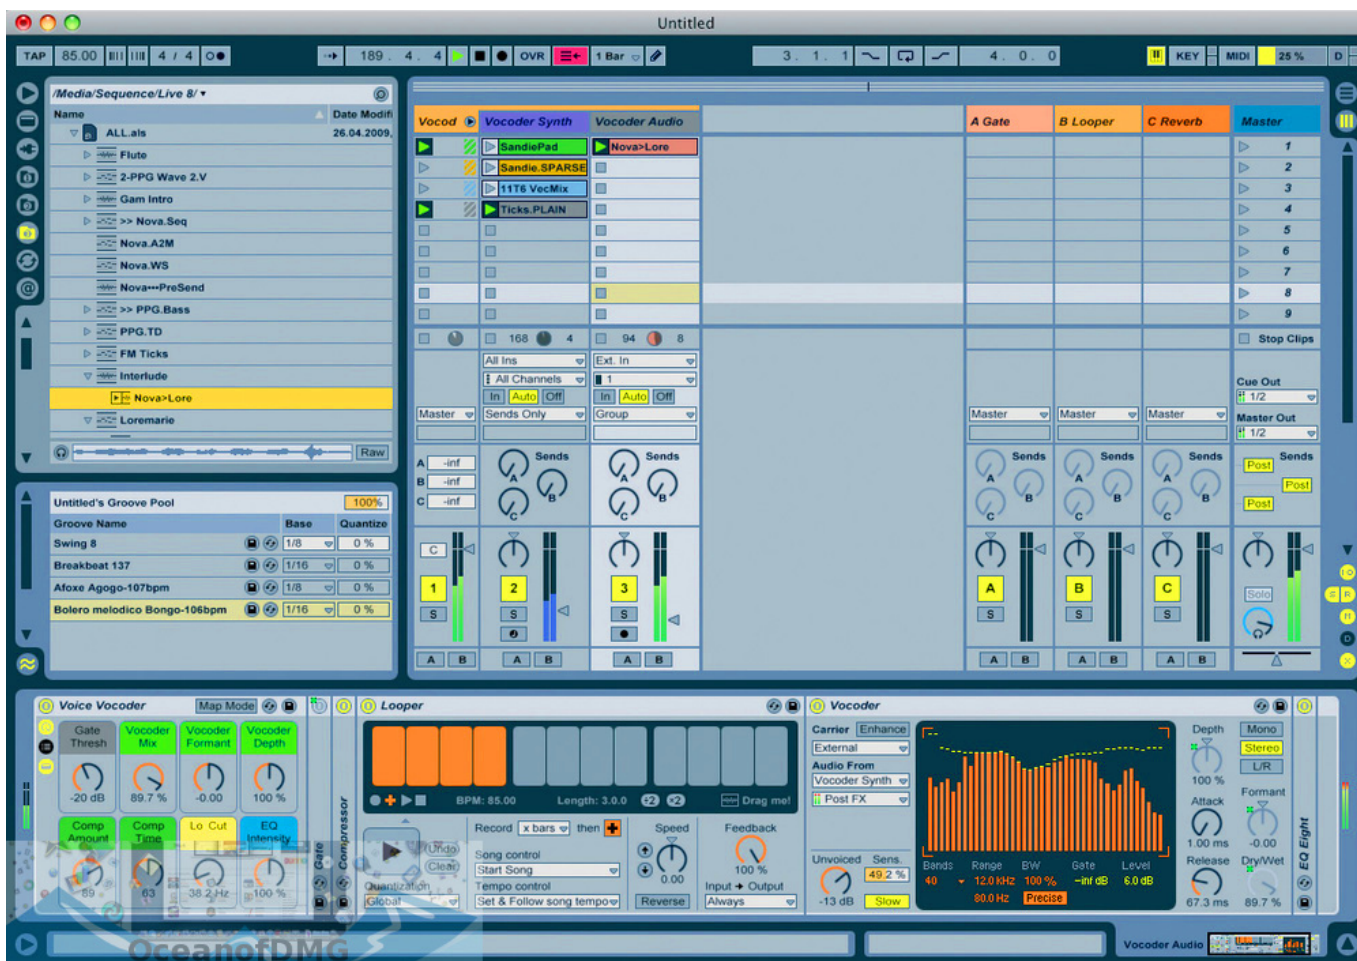 Untitled
TAP 85.00 4 / 4 189. 4. 4 OVR 1 Bar 3. 1. 1 4. 0. 0 KEY MIDI 25 % D
/Media/Sequence/Live 8/
Name Date Modifi
ALL.als 26.04.2009,
Flute
2-PPG Wave 2.V
Gam Intro
>> Nova.Seq
Nova.A2M
Nova.WS
Nova•••PreSend
>> PPG.Bass
PPG.TD
FM Ticks
Interlude
Nova>Lore
Loremarie
Raw
Untitled's Groove Pool 100%
Groove Name Base Quantize
Swing 8 1/8 0 %
Breakbeat 137 1/16 0 %
Afoxe Agogo-107bpm 1/8 0 %
Bolero melodico Bongo-106bpm 1/16 0 %
Vocod Vocoder Synth Vocoder Audio A Gate B Looper C Reverb Master
SandiePad Nova>Lore 1
Sandie.SPARSE 2
11T6 VecMix 3
Ticks.PLAIN 4
5
6
7
8
9
168 4 94 8 Stop Clips
All Ins Ext. In
All Channels 1 Cue Out
In Auto Off In Auto Off 1/2
Master Sends Only Group Master Master Master Master Out
1/2
A -inf Sends Sends Sends Sends Sends Sends
B -inf A B A B A B A B A B Post
C -inf C C C C C Post
Post
C
1 2 3 A B C Solo
S S S S S S
A B A B A B A B A B A B
Voice Vocoder Map Mode
Gate Thresh Vocoder Mix Vocoder Formant Vocoder Depth
-20 dB 89.7 % -0.00 100 %
Comp Amount Comp Time Lo Cut EQ Intensity
89 63 38.2 Hz 100 %
Gate
Compressor
Looper
BPM: 85.00 Length: 3.0.0 ÷2 ×2 Drag me!
Record x bars then Speed Feedback
Undo Song control
Clear Start Song 0.00 100 %
Quantization Tempo control Input → Output
Global Set & Follow song tempo Reverse Always
Vocoder
Carrier Enhance
External
Audio From
Vocoder Synth
Post FX
Unvoiced Sens.
49.2 %
-13 dB Slow
Bands Range BW Gate Level
40 12.0 kHz 100 % -inf dB 6.0 dB
80.0 Hz Precise
Depth Mono
Stereo
100 % L/R
Attack Formant
1.00 ms -0.00
Release Dry/Wet
67.3 ms 89.7 %
EQ Eight
OceanofDMG
Vocoder Audio